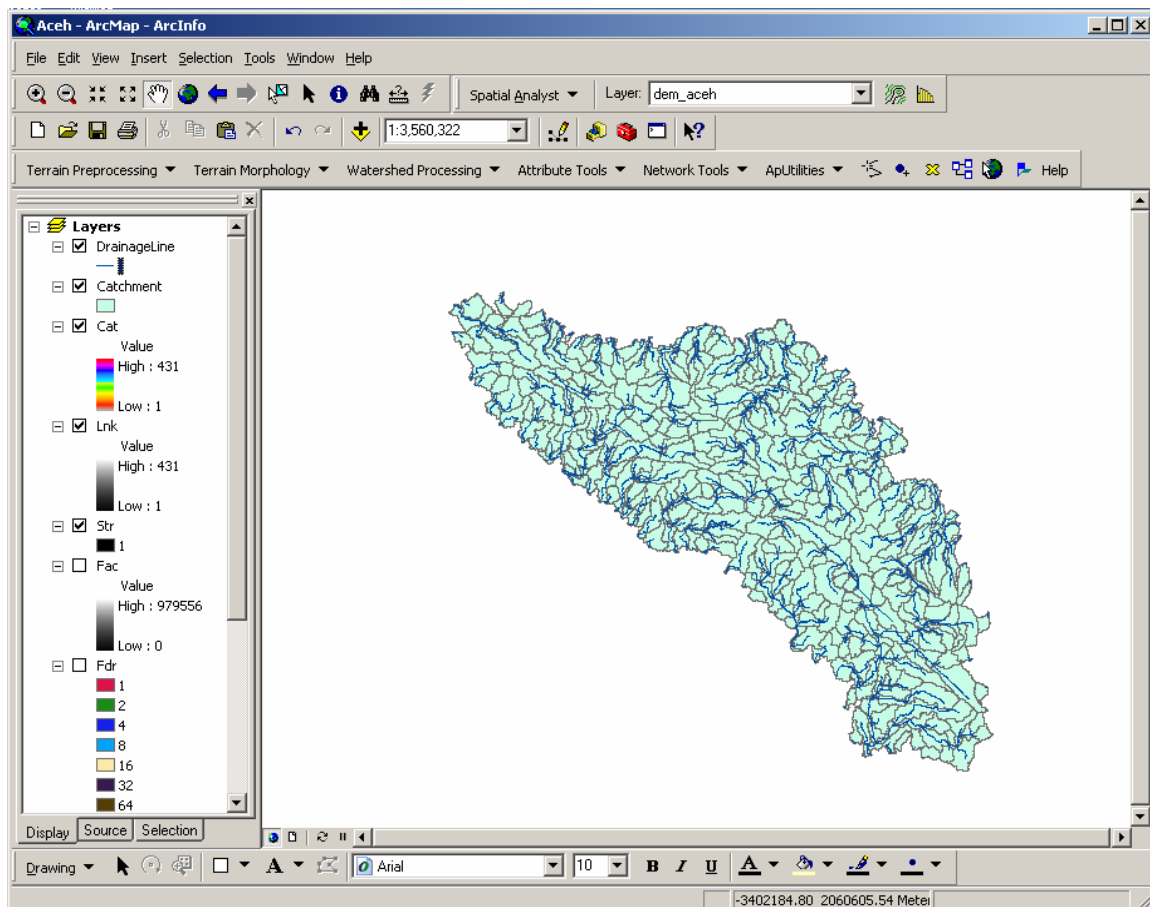 Aceh - ArcMap - ArcInfo
File Edit View Insert Selection Tools Window Help
Spatial Analyst Layer: dem_aceh
1:3,560,322
Terrain Preprocessing Terrain Morphology Watershed Processing Attribute Tools Network Tools ApUtilities Help
Layers
DrainageLine
Catchment
Cat
Value
High : 431
Low : 1
Lnk
Value
High : 431
Low : 1
Str
1
Fac
Value
High : 979556
Low : 0
Fdr
1
2
4
8
16
32
64
Display Source Selection
Drawing A Arial 10 B I U A
-3402184.80 2060605.54 Meter